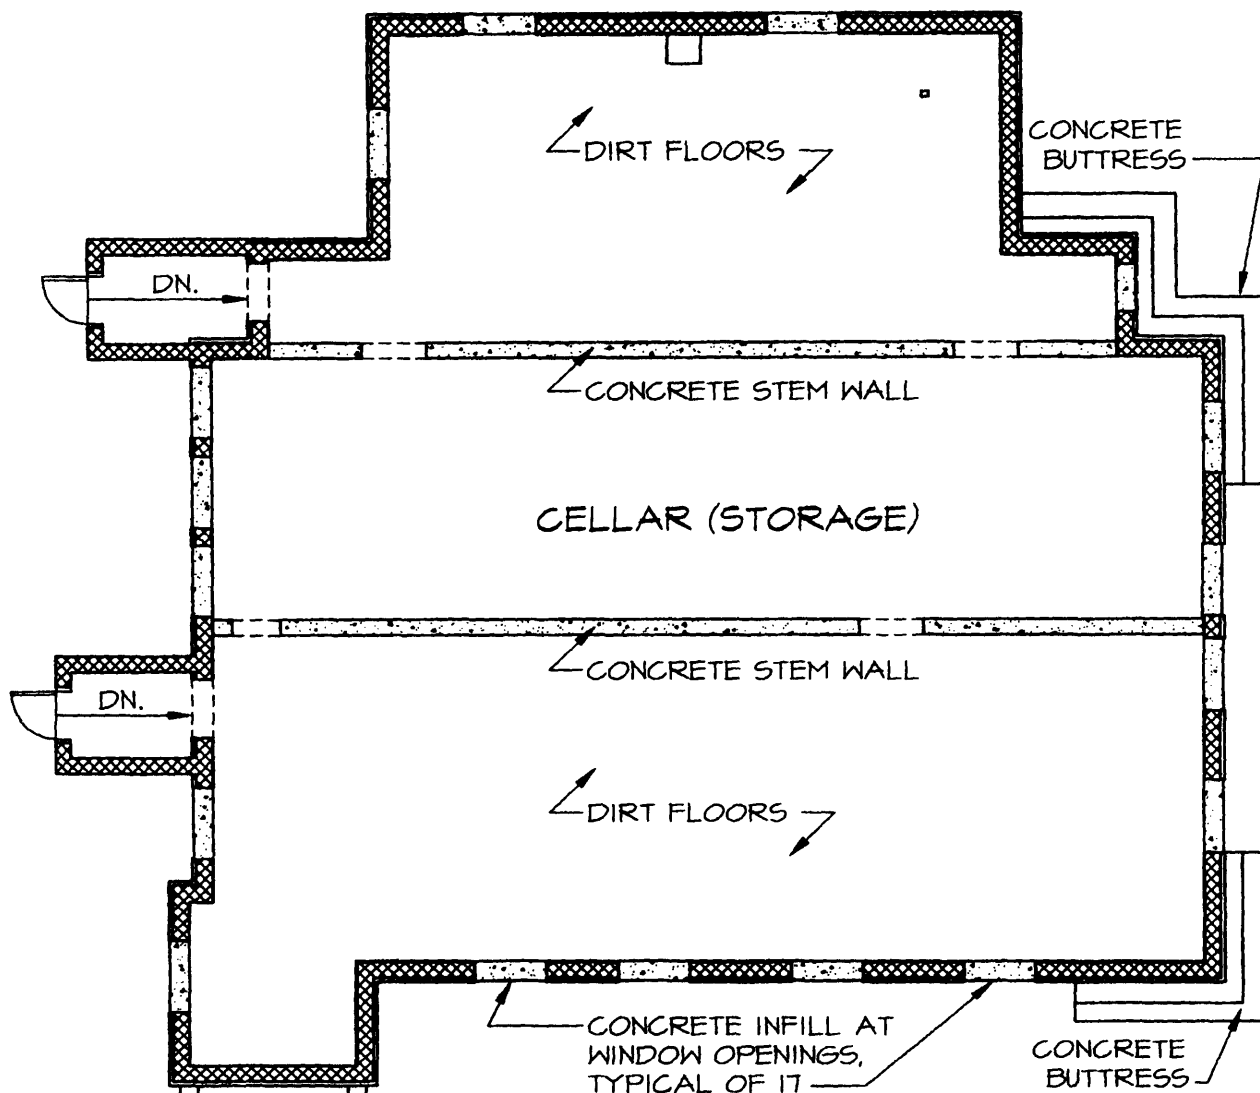 CONCRETE
BUTTRESS
DIRT FLOORS
DN.
CONCRETE STEM WALL
CELLAR (STORAGE)
CONCRETE STEM WALL
DN.
DIRT FLOORS
CONCRETE INFILL AT
WINDOW OPENINGS,
TYPICAL OF 17
CONCRETE
BUTTRESS